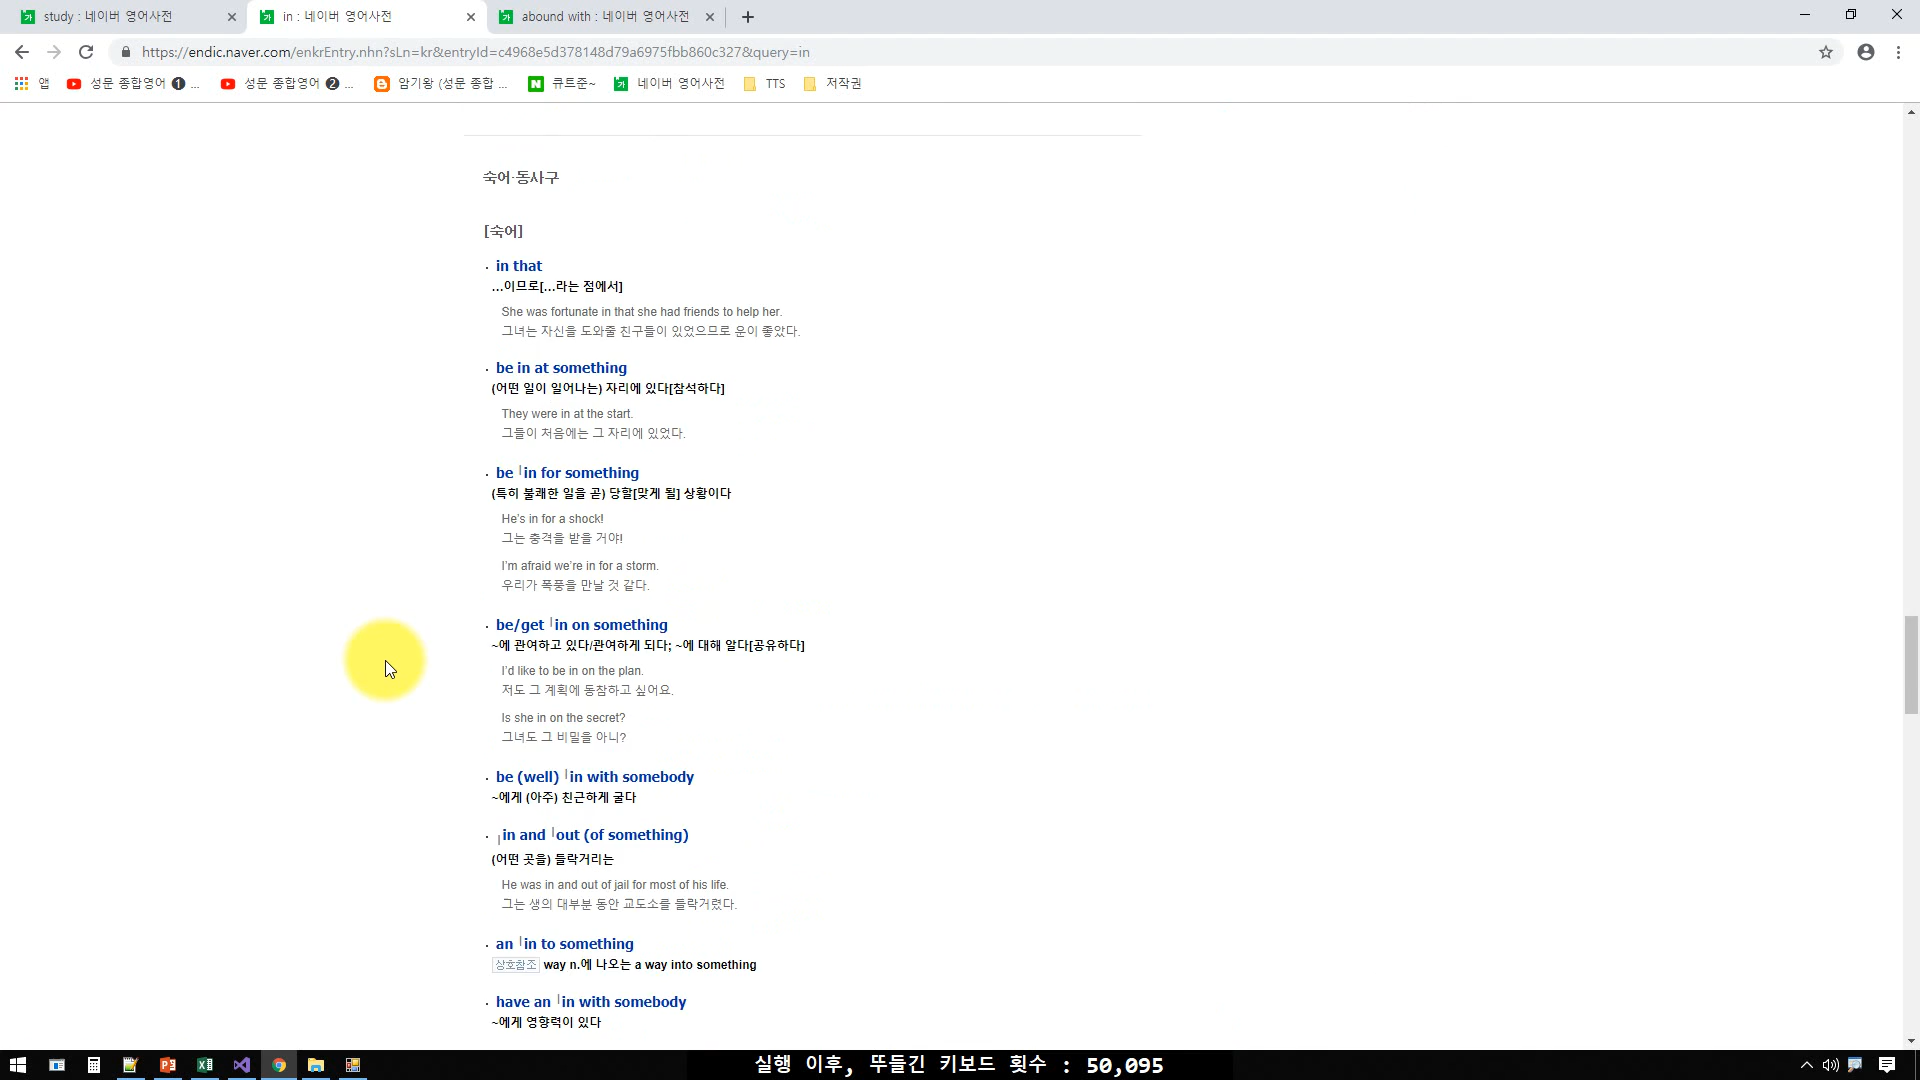 study : 네이버 영어사전
in : 네이버 영어사전
abound with : 네이버 영어사전
https://endic.naver.com/enkrEntry.nhn?sLn=kr&entryId=c4968e5d378148d79a6975fbb860c327&query=in
앱
성문 종합영어 ❶ ...
성문 종합영어 ❷ ...
암기왕 (성문 종합 ...
큐트준~
네이버 영어사전
TTS
저작권
숙어·동사구
[숙어]
in that
...이므로[...라는 점에서]
She was fortunate in that she had friends to help her.
그녀는 자신을 도와줄 친구들이 있었으므로 운이 좋았다.
be in at something
(어떤 일이 일어나는) 자리에 있다[참석하다]
They were in at the start.
그들이 처음에는 그 자리에 있었다.
be ˈin for something
(특히 불쾌한 일을 곧) 당할[맞게 될] 상황이다
He's in for a shock!
그는 충격을 받을 거야!
I'm afraid we're in for a storm.
우리가 폭풍을 만날 것 같다.
be/get ˈin on something
~에 관여하고 있다/관여하게 되다; ~에 대해 알다[공유하다]
I'd like to be in on the plan.
저도 그 계획에 동참하고 싶어요.
Is she in on the secret?
그녀도 그 비밀을 아니?
be (well) ˈin with somebody
~에게 (아주) 친근하게 굴다
ˌin and ˈout (of something)
(어떤 곳을) 들락거리는
He was in and out of jail for most of his life.
그는 생의 대부분 동안 교도소를 들락거렸다.
an ˈin to something
상호참조 way n.에 나오는 a way into something
have an ˈin with somebody
~에게 영향력이 있다
실행 이후, 뚜들긴 키보드 횟수 : 50,095